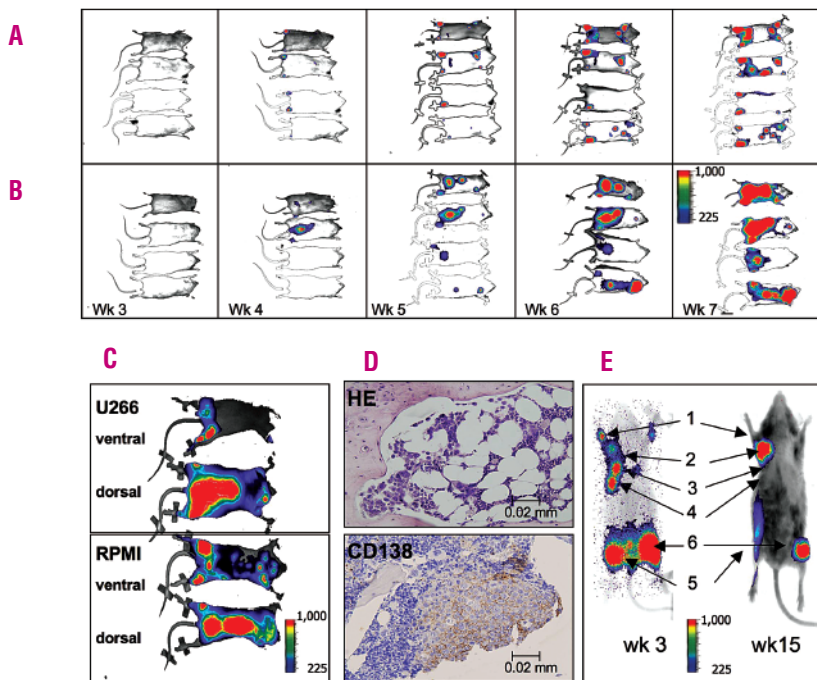 A
B
1,000
225
Wk 3
Wk 4
Wk 5
Wk 6
Wk 7
C
D
E
U266
ventral
dorsal
RPMI
ventral
dorsal
1,000
225
HE
0.02 mm
CD138
0.02 mm
1
2
3
4
6
5
1,000
225
wk 3
wk15